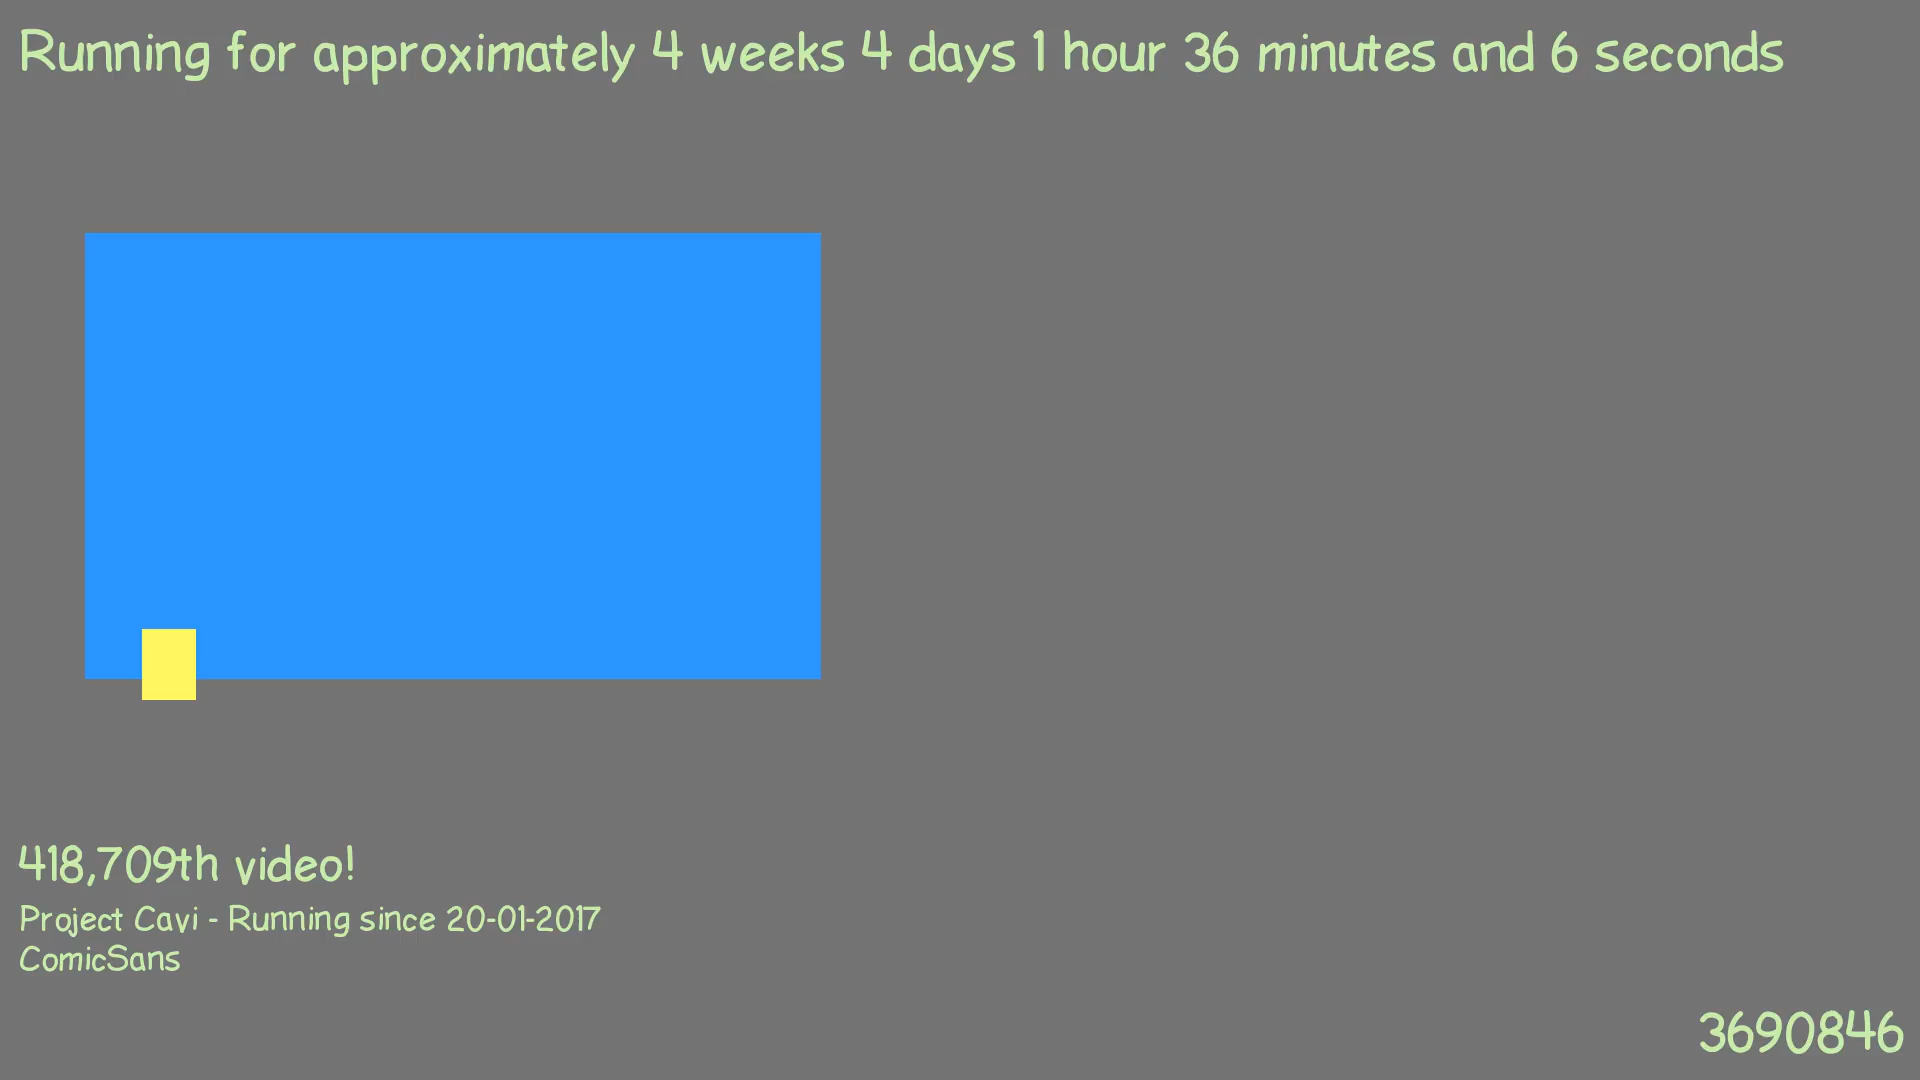 Running for approximately 4 weeks 4 days 1 hour 36 minutes and 6 seconds
418,709th video!
Project Cavi - Running since 20-01-2017
ComicSans
3690846